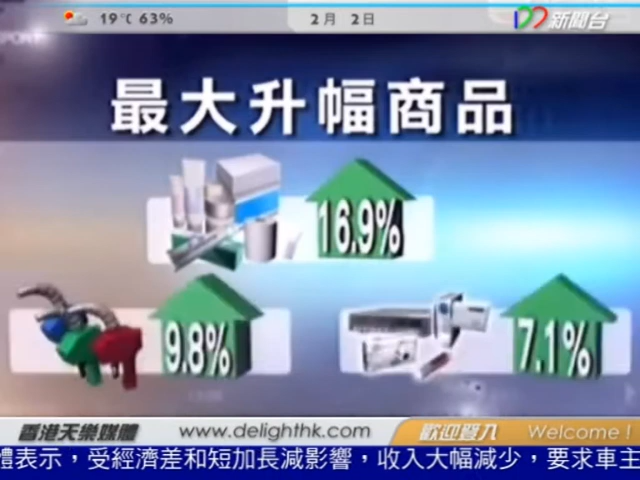 19℃ 63%
2月 2日
新聞台
最大升幅商品
16.9%
9.8%
7.1%
香港天樂媒體
www.delighthk.com
歡迎登入
Welcome !
體表示，受經濟差和短加長減影響，收入大幅減少，要求車主